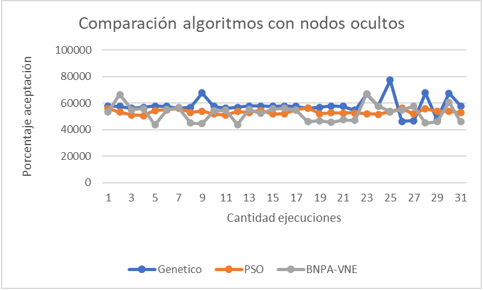 Comparación algoritmos con nodos ocultos
Porcentaje aceptación
100000
80000
60000
40000
20000
0
1 3 5 7 9 11 13 15 17 19 21 23 25 27 29 31
Cantidad ejecuciones
Genetico PSO BNPA-VNE